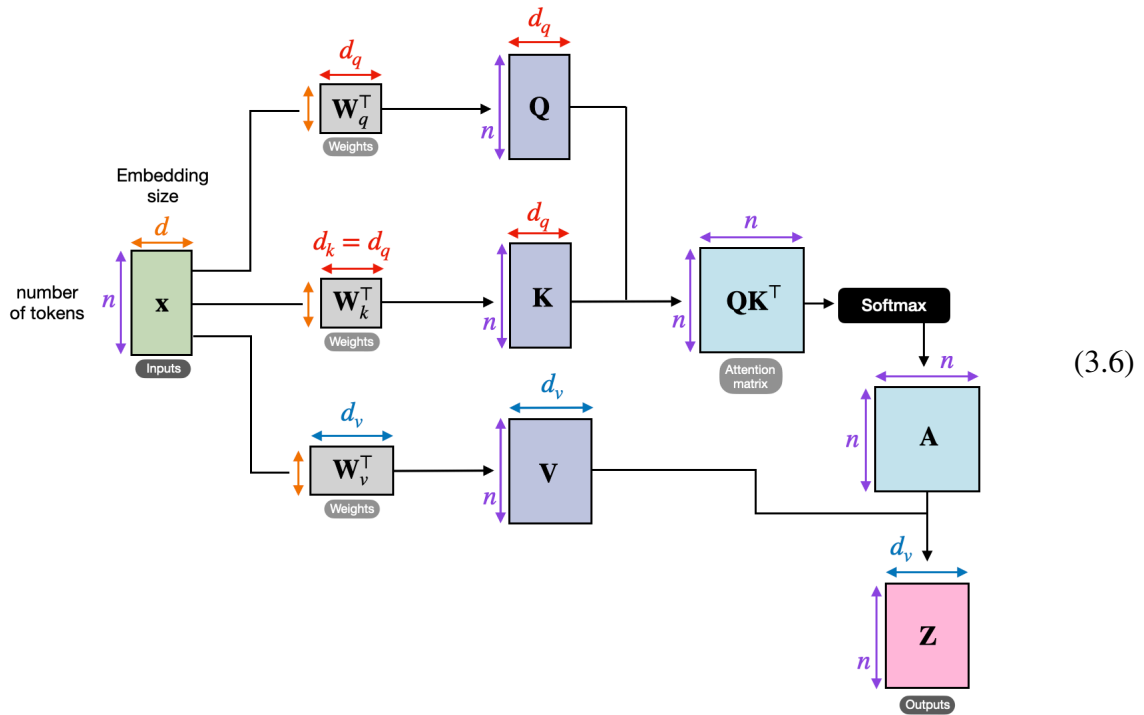 d_q
W_q^⊤
Weights
d_q
n
Q
Embedding
size
d
number
of tokens
n
x
Inputs
d_k = d_q
W_k^⊤
Weights
d_q
n
K
n
n
QK^⊤
Attention
matrix
Softmax
n
n
A
(3.6)
d_v
W_v^⊤
Weights
d_v
n
V
d_v
n
Z
Outputs